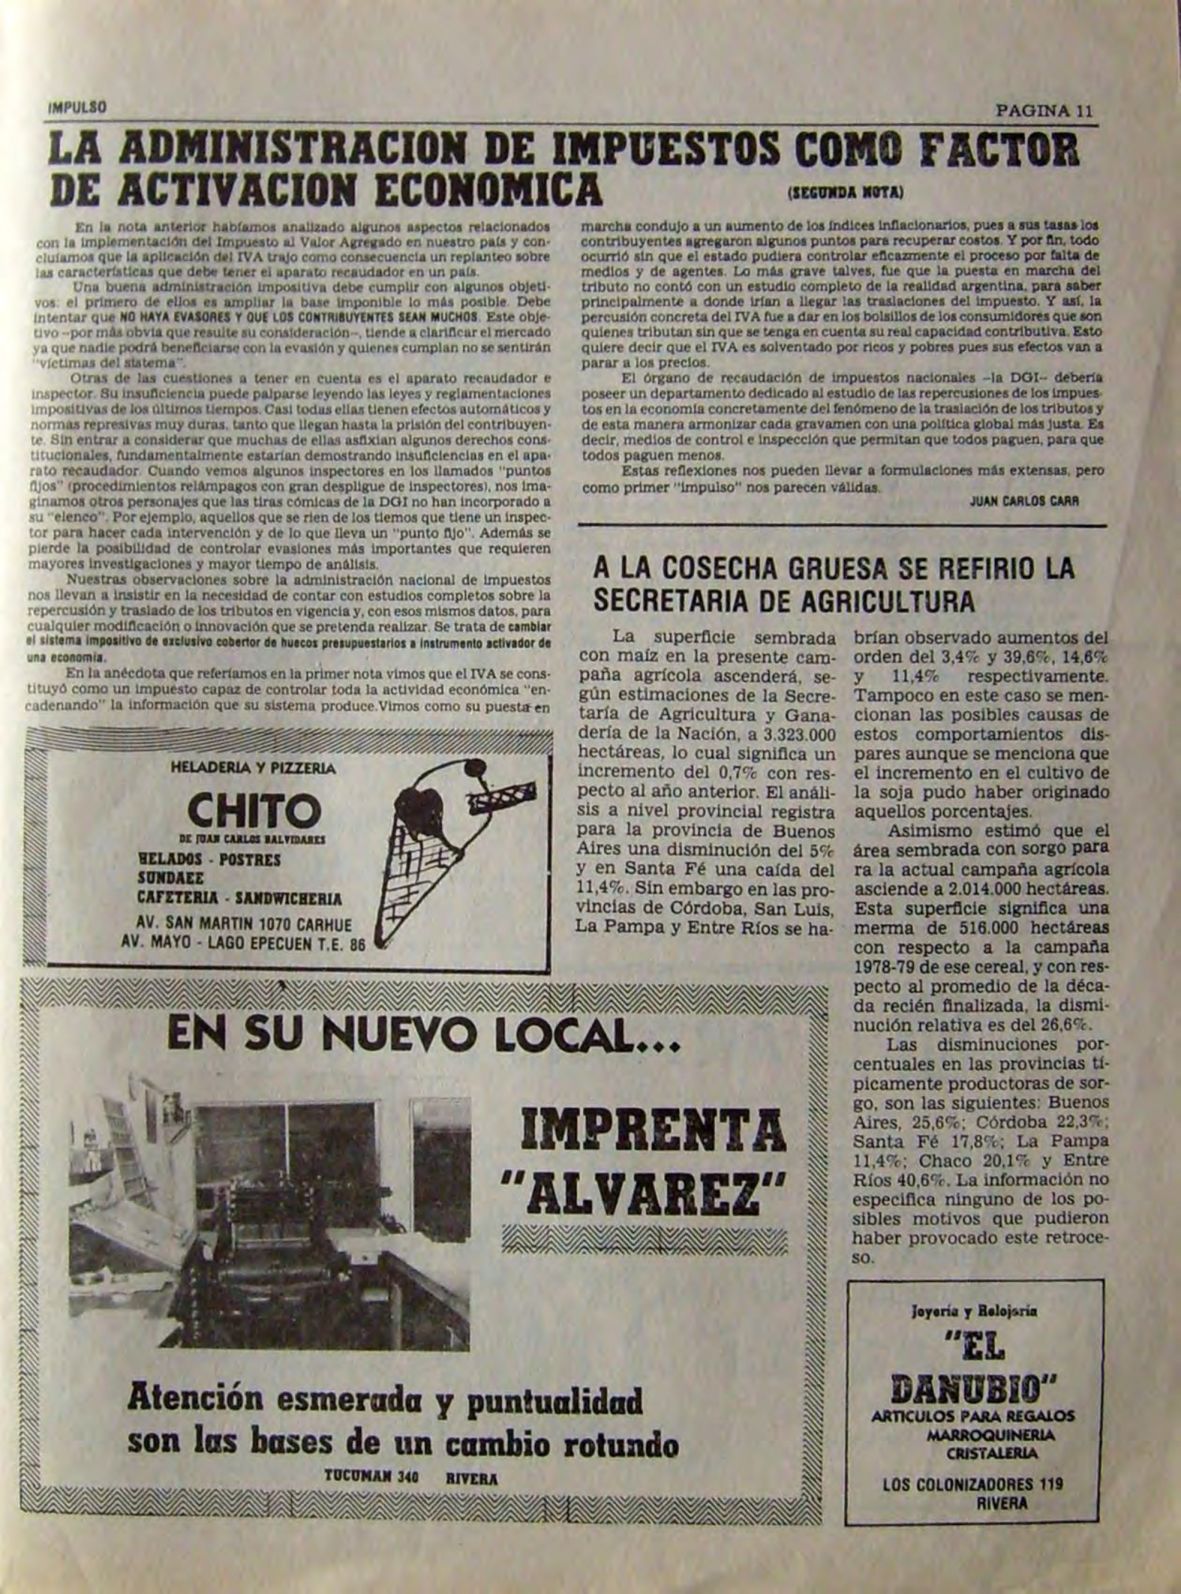 IMPULSO
PAGINA 11
LA ADMINISTRACION DE IMPUESTOS COMO FACTOR
DE ACTIVACION ECONOMICA
(SEGUNDA NOTA)
En la nota anterior habíamos analizado algunos aspectos relacionados
con la implementación del Impuesto al Valor Agregado en nuestro país y con-
cluíamos que la aplicación del IVA trajo como consecuencia un replanteo sobre
las características que debe tener el aparato recaudador en un país.
Una buena administración impositiva debe cumplir con algunos objeti-
vos: el primero de ellos es ampliar la base imponible lo más posible. Debe
intentar que NO HAYA EVASORES Y QUE LOS CONTRIBUYENTES SEAN MUCHOS. Este obje-
tivo -por más obvia que resulte su consideración-, tiende a clarificar el mercado
ya que nadie podrá beneficiarse con la evasión y quienes cumplan no se sentirán
"víctimas del sistema".
Otras de las cuestiones a tener en cuenta es el aparato recaudador e
inspector. Su insuficiencia puede palparse leyendo las leyes y reglamentaciones
impositivas de los últimos tiempos. Casi todas ellas tienen efectos automáticos y
normas represivas muy duras, tanto que llegan hasta la prisión del contribuyen-
te. Sin entrar a considerar que muchas de ellas asfixian algunos derechos cons-
titucionales, fundamentalmente estarían demostrando insuficiencias en el apa-
rato recaudador. Cuando vemos algunos inspectores en los llamados "puntos
fijos" (procedimientos relámpagos con gran despligue de inspectores), nos ima-
ginamos otros personajes que las tiras cómicas de la DGI no han incorporado a
su "elenco". Por ejemplo, aquellos que se rien de los tiemos que tiene un inspec-
tor para hacer cada intervención y de lo que lleva un "punto fijo". Además se
pierde la posibilidad de controlar evasiones más importantes que requieren
mayores investigaciones y mayor tiempo de análisis.
Nuestras observaciones sobre la administración nacional de impuestos
nos llevan a insistir en la necesidad de contar con estudios completos sobre la
repercusión y traslado de los tributos en vigencia y, con esos mismos datos, para
cualquier modificación o innovación que se pretenda realizar. Se trata de cambiar
el sistema impositivo de exclusivo cobertor de huecos presupuestarios a instrumento activador de
una economía.
En la anécdota que referíamos en la primer nota vimos que el IVA se cons-
tituyó como un impuesto capaz de controlar toda la actividad económica "en-
cadenando" la información que su sistema produce.Vimos como su puesta en
marcha condujo a un aumento de los índices inflacionarios, pues a sus tasas los
contribuyentes agregaron algunos puntos para recuperar costos. Y por fin, todo
ocurrió sin que el estado pudiera controlar eficazmente el proceso por falta de
medios y de agentes. Lo más grave talves, fue que la puesta en marcha del
tributo no contó con un estudio completo de la realidad argentina, para saber
principalmente a donde irían a llegar las traslaciones del impuesto. Y así, la
percusión concreta del IVA fue a dar en los bolsillos de los consumidores que son
quienes tributan sin que se tenga en cuenta su real capacidad contributiva. Esto
quiere decir que el IVA es solventado por ricos y pobres pues sus efectos van a
parar a los precios.
El órgano de recaudación de impuestos nacionales -la DGI- debería
poseer un departamento dedicado al estudio de las repercusiones de los impues-
tos en la economía concretamente del fenómeno de la traslación de los tributos y
de esta manera armonizar cada gravamen con una política global más justa. Es
decir, medios de control e inspección que permitan que todos paguen, para que
todos paguen menos.
Estas reflexiones nos pueden llevar a formulaciones más extensas, pero
como primer "impulso" nos parecen válidas.
JUAN CARLOS CARR
A LA COSECHA GRUESA SE REFIRIO LA
SECRETARIA DE AGRICULTURA
La superficie sembrada
con maíz en la presente cam-
paña agrícola ascenderá, se-
gún estimaciones de la Secre-
taría de Agricultura y Gana-
dería de la Nación, a 3.323.000
hectáreas, lo cual significa un
incremento del 0,7% con res-
pecto al año anterior. El análi-
sis a nivel provincial registra
para la provincia de Buenos
Aires una disminución del 5%
y en Santa Fé una caída del
11,4%. Sin embargo en las pro-
vincias de Córdoba, San Luis,
La Pampa y Entre Ríos se ha-
brían observado aumentos del
orden del 3,4% y 39,6%, 14,6%
y 11,4% respectivamente.
Tampoco en este caso se men-
cionan las posibles causas de
estos comportamientos dis-
pares aunque se menciona que
el incremento en el cultivo de
la soja pudo haber originado
aquellos porcentajes.
Asimismo estimó que el
área sembrada con sorgo para
ra la actual campaña agrícola
asciende a 2.014.000 hectáreas.
Esta superficie significa una
merma de 516.000 hectáreas
con respecto a la campaña
1978-79 de ese cereal, y con res-
pecto al promedio de la déca-
da recién finalizada, la dismi-
nución relativa es del 26,6%.
Las disminuciones por-
centuales en las provincias tí-
picamente productoras de sor-
go, son las siguientes: Buenos
Aires, 25,6%; Córdoba 22,3%;
Santa Fé 17,8%; La Pampa
11,4%; Chaco 20,1% y Entre
Ríos 40,6%. La información no
especifica ninguno de los po-
sibles motivos que pudieron
haber provocado este retroce-
so.
HELADERIA Y PIZZERIA
CHITO
DE JUAN CARLOS BALVIDARES
HELADOS - POSTRES
SUNDAEE
CAFETERIA - SANDWICHERIA
AV. SAN MARTIN 1070 CARHUE
AV. MAYO - LAGO EPECUEN T.E. 86
EN SU NUEVO LOCAL...
IMPRENTA
"ALVAREZ"
Atención esmerada y puntualidad
son las bases de un cambio rotundo
TUCUMAN 340 RIVERA
Joyería y Relojería
"EL
DANUBIO"
ARTICULOS PARA REGALOS
MARROQUINERIA
CRISTALERIA
LOS COLONIZADORES 119
RIVERA